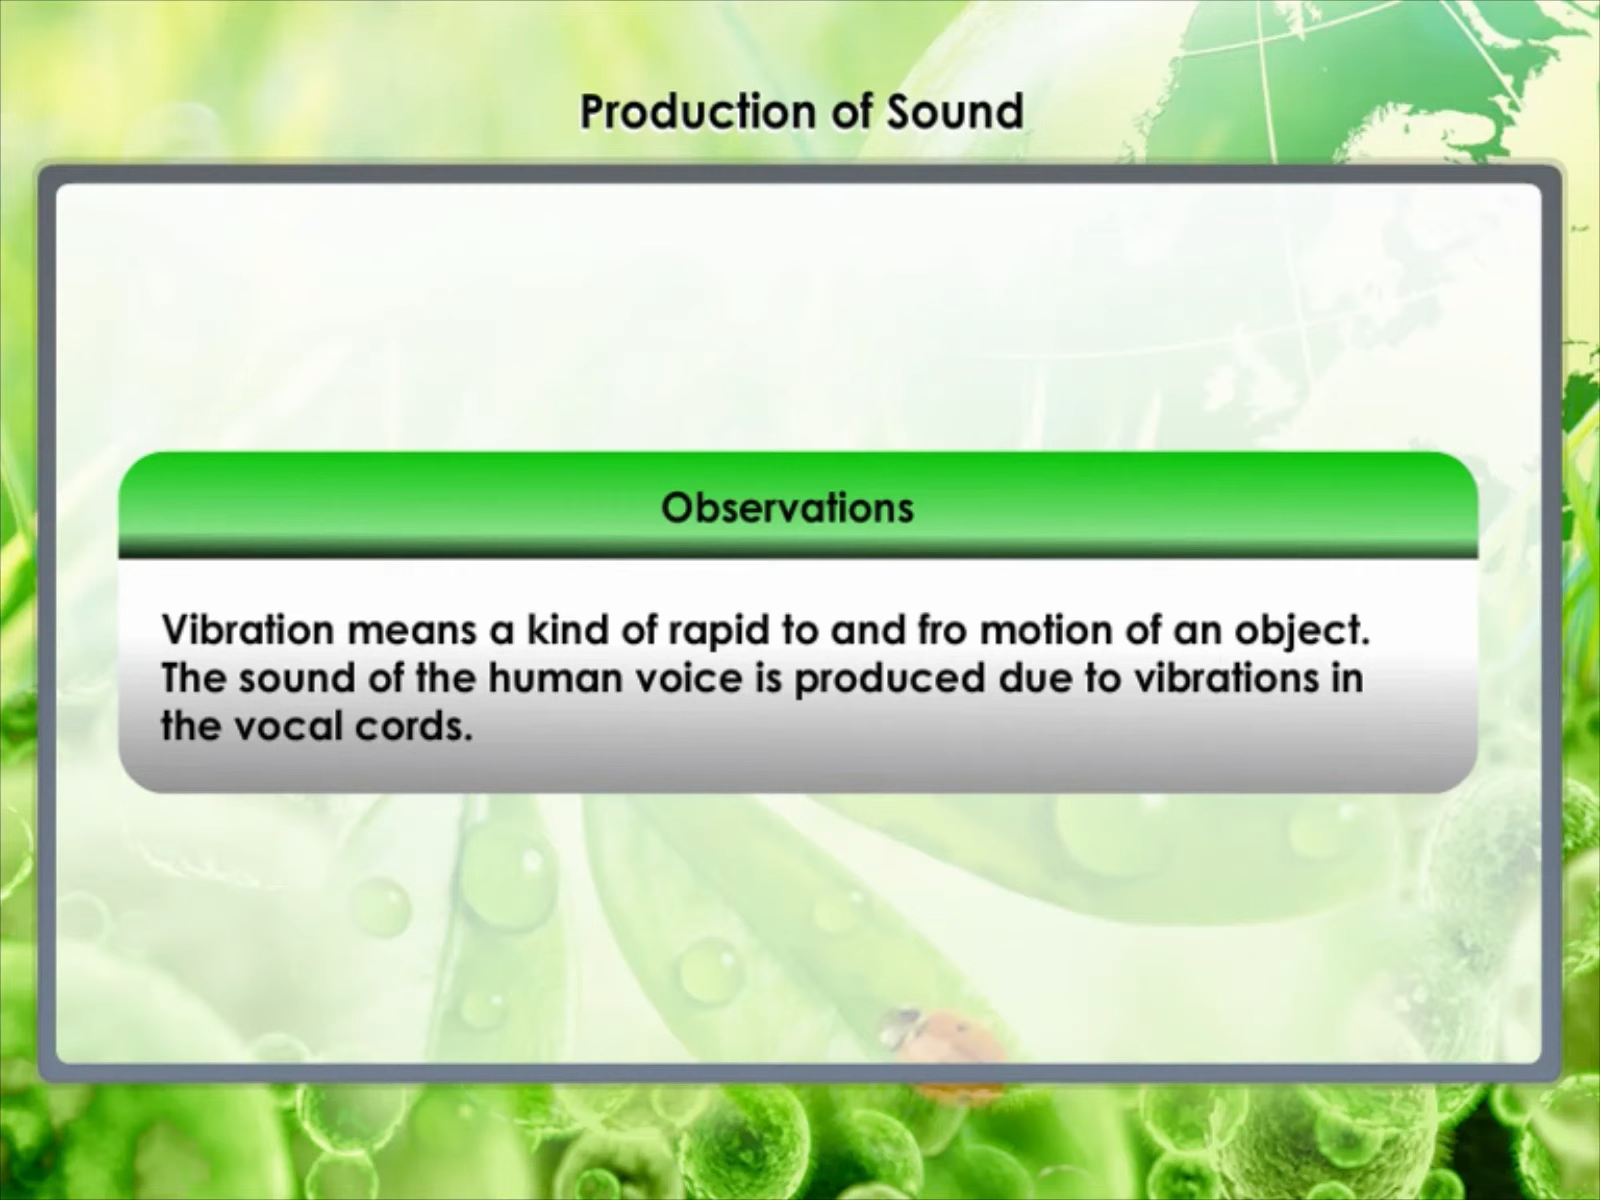 Production of Sound
Observations
Vibration means a kind of rapid to and fro motion of an object.
The sound of the human voice is produced due to vibrations in
the vocal cords.